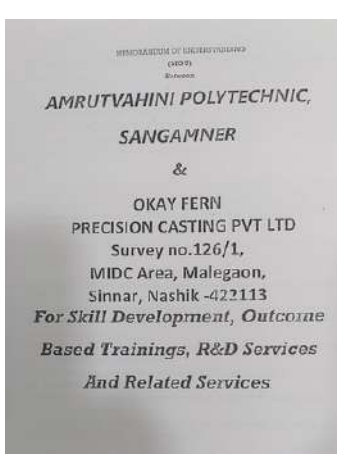 MEMORANDUM OF UNDERSTANDING
(MOU)
Between
AMRUTVAHINI POLYTECHNIC,
SANGAMNER
&
OKAY FERN
PRECISION CASTING PVT LTD
Survey no.126/1,
MIDC Area, Malegaon,
Sinnar, Nashik -422113
For Skill Development, Outcome
Based Trainings, R&D Services
And Related Services